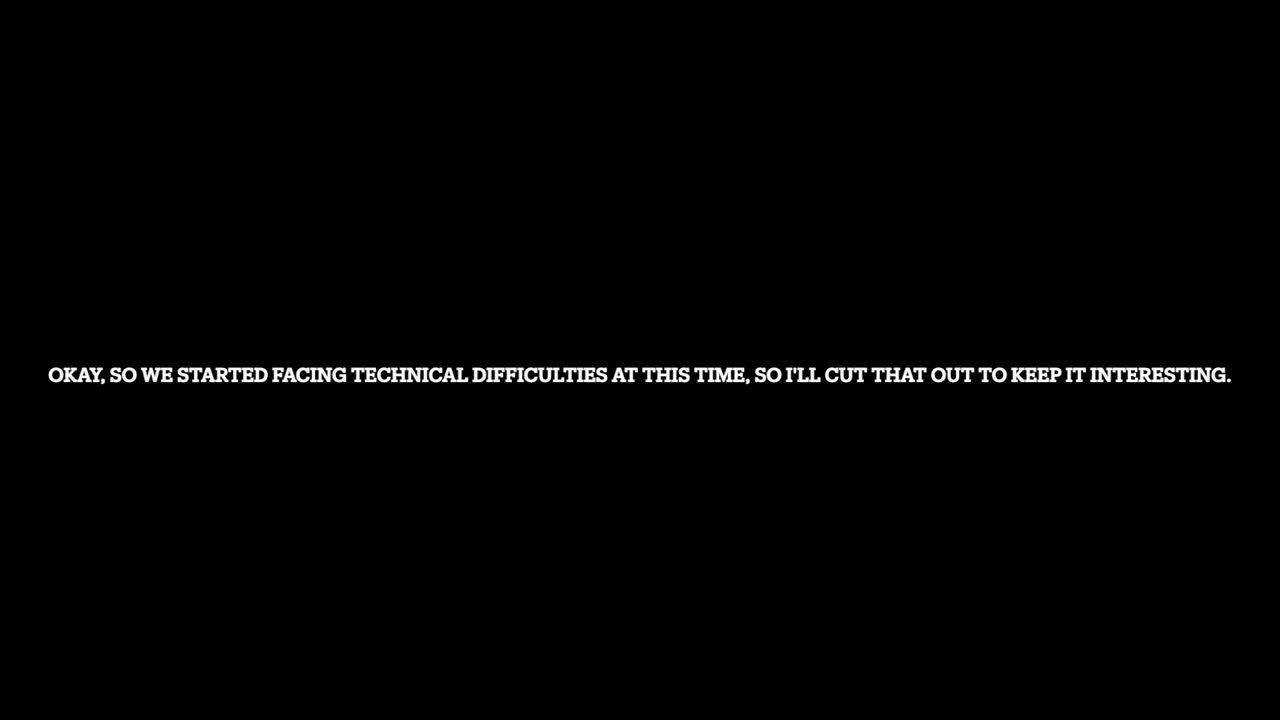 OKAY, SO WE STARTED FACING TECHNICAL DIFFICULTIES AT THIS TIME, SO I'LL CUT THAT OUT TO KEEP IT INTERESTING.